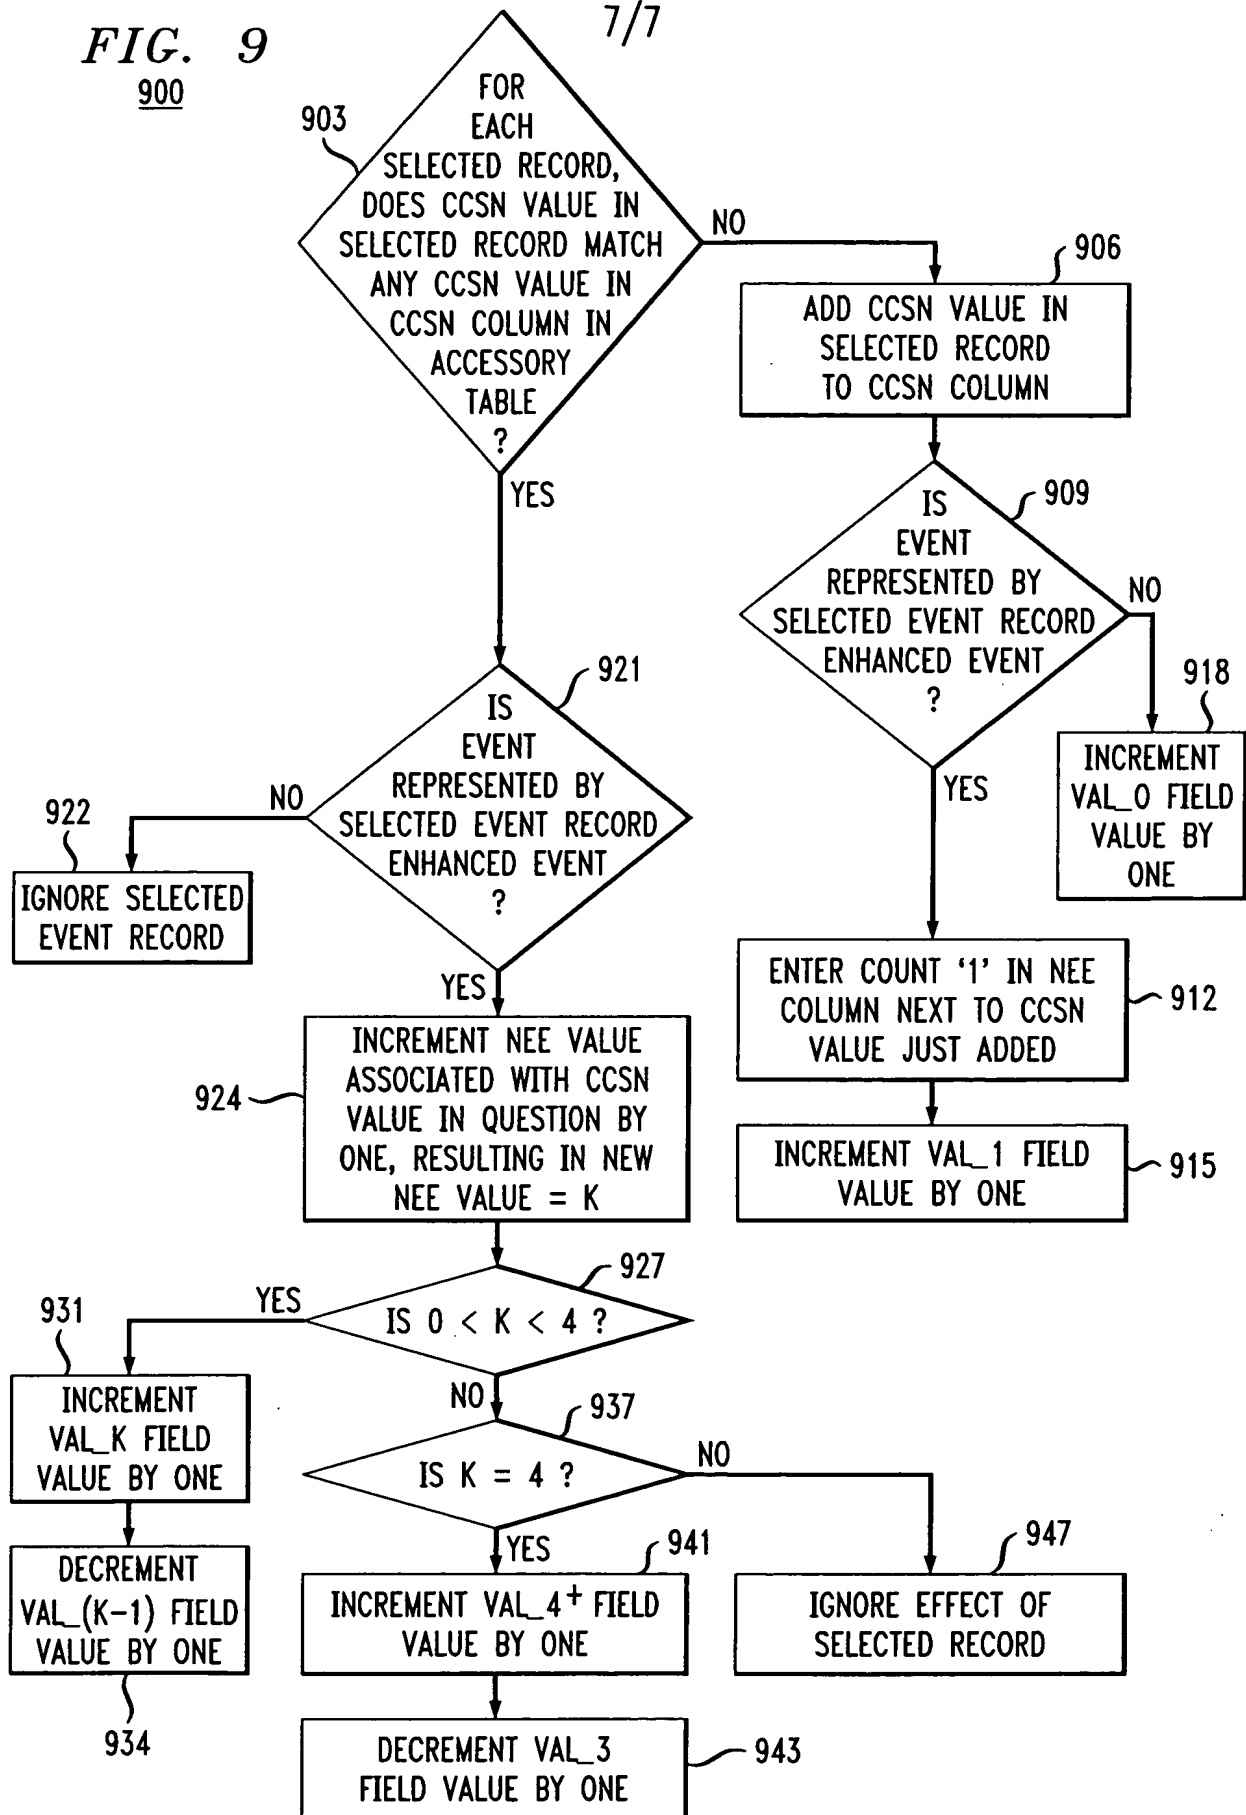 7/7
FIG. 9
900
903
FOR
EACH
SELECTED RECORD,
DOES CCSN VALUE IN
SELECTED RECORD MATCH
ANY CCSN VALUE IN
CCSN COLUMN IN
ACCESSORY
TABLE
?
NO
YES
906
ADD CCSN VALUE IN
SELECTED RECORD
TO CCSN COLUMN
909
IS
EVENT
REPRESENTED BY
SELECTED EVENT RECORD
ENHANCED EVENT
?
NO
YES
918
INCREMENT
VAL_0 FIELD
VALUE BY
ONE
912
ENTER COUNT ‘1’ IN NEE
COLUMN NEXT TO CCSN
VALUE JUST ADDED
915
INCREMENT VAL_1 FIELD
VALUE BY ONE
921
IS
EVENT
REPRESENTED BY
SELECTED EVENT RECORD
ENHANCED EVENT
?
NO
YES
922
IGNORE SELECTED
EVENT RECORD
924
INCREMENT NEE VALUE
ASSOCIATED WITH CCSN
VALUE IN QUESTION BY
ONE, RESULTING IN NEW
NEE VALUE = K
927
IS 0 < K < 4 ?
YES
NO
931
INCREMENT
VAL_K FIELD
VALUE BY ONE
DECREMENT
VAL_(K-1) FIELD
VALUE BY ONE
934
937
IS K = 4 ?
NO
YES
941
INCREMENT VAL_4+ FIELD
VALUE BY ONE
947
IGNORE EFFECT OF
SELECTED RECORD
DECREMENT VAL_3
FIELD VALUE BY ONE
943